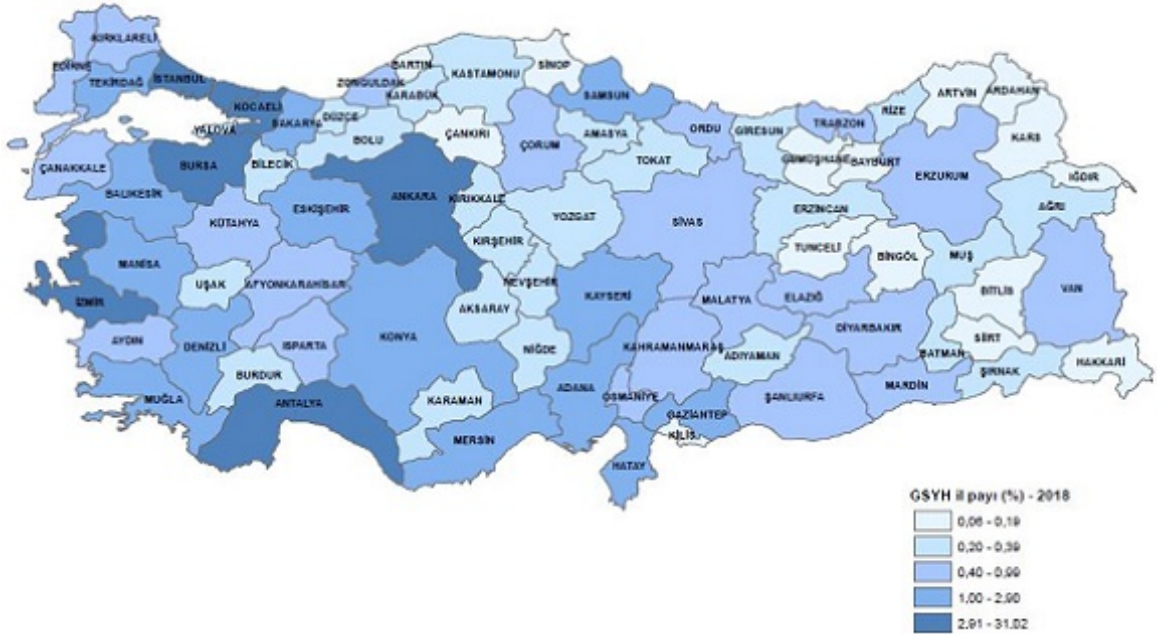 KIRKLARELİ
EDİRNE
TEKİRDAĞ
İSTANBUL
KOCAELİ
YALOVA
SAKARYA
DÜZCE
ZONGULDAK
BARTIN
KARABÜK
KASTAMONU
SİNOP
SAMSUN
ÇANKIRI
BOLU
ÇORUM
AMASYA
ORDU
TOKAT
GİRESUN
TRABZON
RİZE
ARTVİN
ARDAHAN
KARS
GÜMÜŞHANE
BAYBURT
ERZURUM
IĞDIR
AĞRI
ÇANAKKALE
BALIKESİR
BURSA
BİLECİK
ESKİŞEHİR
ANKARA
KIRIKKALE
KIRŞEHİR
YOZGAT
SİVAS
ERZİNCAN
TUNCELİ
BİNGÖL
MUŞ
BİTLİS
VAN
KÜTAHYA
MANİSA
UŞAK
AFYONKARAHİSAR
İZMİR
AYDIN
DENİZLİ
ISPARTA
BURDUR
MUĞLA
ANTALYA
KONYA
AKSARAY
NEVŞEHİR
NİĞDE
KAYSERİ
KARAMAN
MERSİN
ADANA
KAHRAMANMARAŞ
MALATYA
ELAZIĞ
DİYARBAKIR
ADIYAMAN
OSMANİYE
GAZİANTEP
KİLİS
HATAY
ŞANLIURFA
MARDİN
BATMAN
SİİRT
ŞIRNAK
HAKKARİ
GSYH il payı (%) - 2018
0,06 - 0,19
0,20 - 0,39
0,40 - 0,99
1,00 - 2,90
2,91 - 31,02